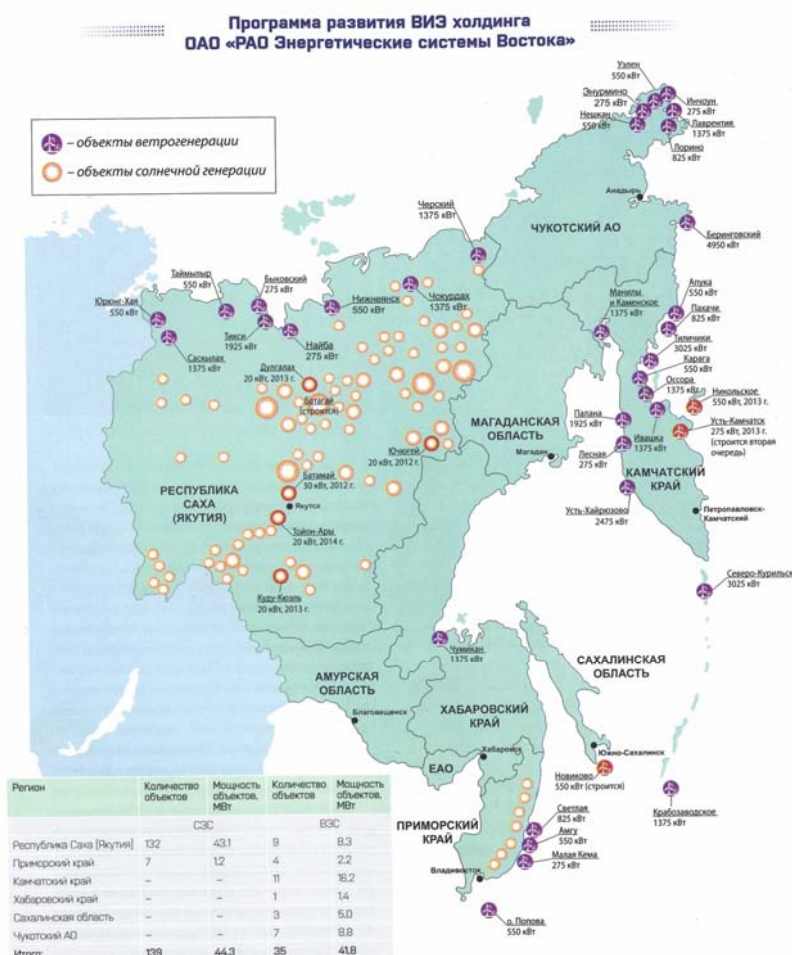 Программа развития ВИЭ холдинга
ОАО «РАО Энергетические системы Востока»
– объекты ветрогенерации
– объекты солнечной генерации
Уэлен
550 кВт
Энурмино
275 кВт
Инчоун
275 кВт
Нешкан
550 кВт
Лаврентия
1375 кВт
Лорино
825 кВт
Анадырь
ЧУКОТСКИЙ АО
Беринговский
4950 кВт
Черский
1375 кВт
Таймылыр
550 кВт
Быковский
275 кВт
Юрюнг-Хая
550 кВт
Нижнеянск
550 кВт
Чокурдах
1375 кВт
Тикси
1925 кВт
Найба
275 кВт
Саскылах
1375 кВт
Манилы
и Каменское
1375 кВт
Апука
550 кВт
Пахачи
825 кВт
Тиличики
3025 кВт
Карага
550 кВт
Оссора
1375 кВт
Никольское
550 кВт, 2013 г.
Усть-Камчатск
275 кВт, 2013 г.
(строится вторая
очередь)
Ивашка
1375 кВт
Палана
1925 кВт
Лесная
275 кВт
КАМЧАТСКИЙ
КРАЙ
Усть-Хайрюзово
2475 кВт
Петропавловск-
Камчатский
Дулгалах
20 кВт, 2013 г.
Батагай
(строится)
МАГАДАНСКАЯ
ОБЛАСТЬ
Магадан
Ючюгей
20 кВт, 2012 г.
Батамай
30 кВт, 2012 г.
РЕСПУБЛИКА
САХА
(ЯКУТИЯ)
Якутск
Тойон-Ары
20 кВт, 2014 г.
Куду-Кюэль
20 кВт, 2013 г.
Северо-Курильск
3025 кВт
Чумикан
1375 кВт
САХАЛИНСКАЯ
ОБЛАСТЬ
АМУРСКАЯ
ОБЛАСТЬ
ХАБАРОВСКИЙ
КРАЙ
Благовещенск
Южно-Сахалинск
Хабаровск
ЕАО
Новиково
550 кВт (строится)
Крабозаводское
1375 кВт
ПРИМОРСКИЙ
КРАЙ
Светлая
825 кВт
Амгу
550 кВт
Малая Кема
275 кВт
Владивосток
о. Попова
550 кВт
Регион Количество объектов Мощность объектов, МВт Количество объектов Мощность объектов, МВт
СЭС ВЭС
Республика Саха (Якутия) 132 43.1 9 8.3
Приморский край 7 1.2 4 2.2
Камчатский край – – 11 16.2
Хабаровский край – – 1 1.4
Сахалинская область – – 3 5.0
Чукотский АО – – 7 8.8
Итого: 139 44.3 35 41.8